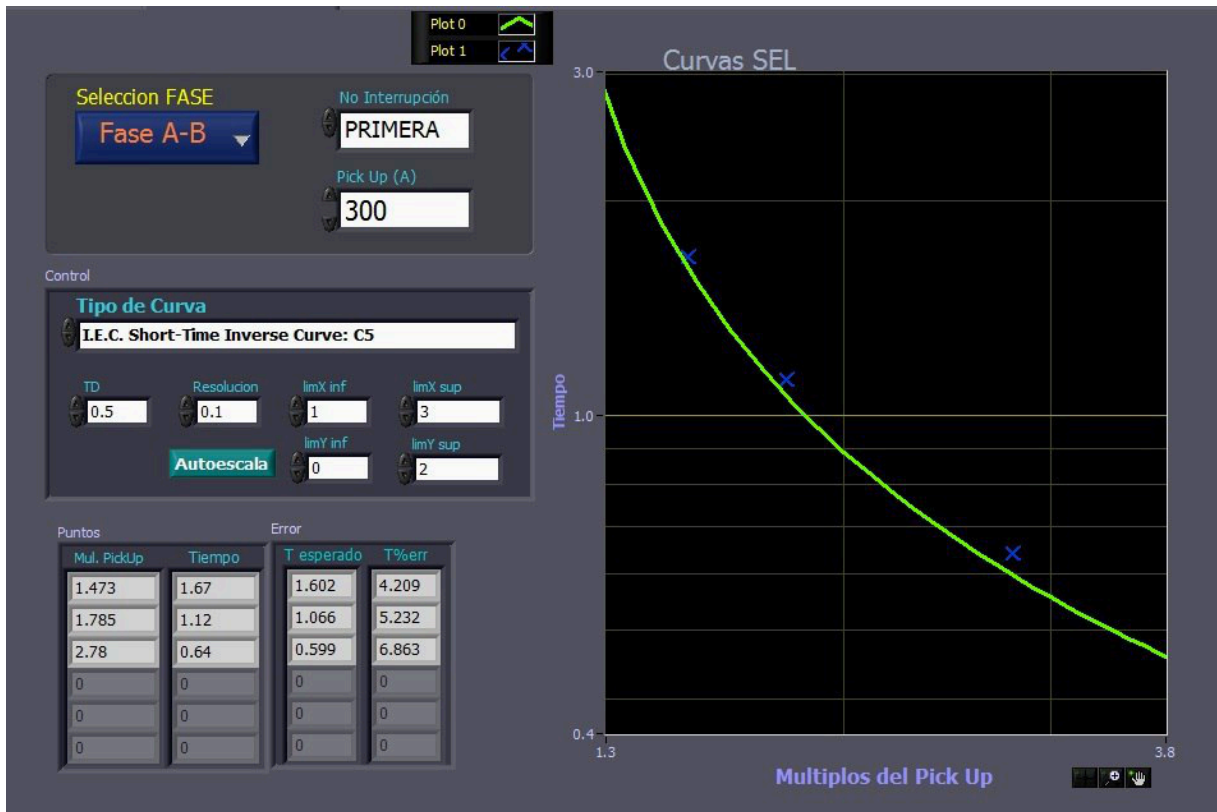 Plot 0
Plot 1
Seleccion FASE
Fase A-B
No Interrupción
PRIMERA
Pick Up (A)
300
Control
Tipo de Curva
I.E.C. Short-Time Inverse Curve: C5
TD
Resolucion
limX inf
limX sup
0.5
0.1
1
3
Autoescala
limY inf
limY sup
0
2
Puntos
Error
Mul. PickUp
Tiempo
T esperado
T%err
1.473
1.67
1.602
4.209
1.785
1.12
1.066
5.232
2.78
0.64
0.599
6.863
0
0
0
0
0
0
0
0
0
0
0
0
Curvas SEL
3.0
1.0
0.4
Tiempo
1.3
3.8
Multiplos del Pick Up